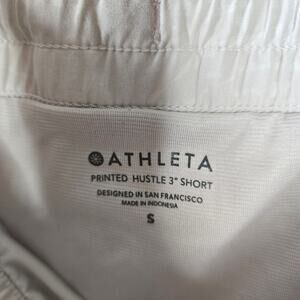 ATHLETA
PRINTED HUSTLE 3" SHORT
DESIGNED IN SAN FRANCISCO
MADE IN INDONESIA
S